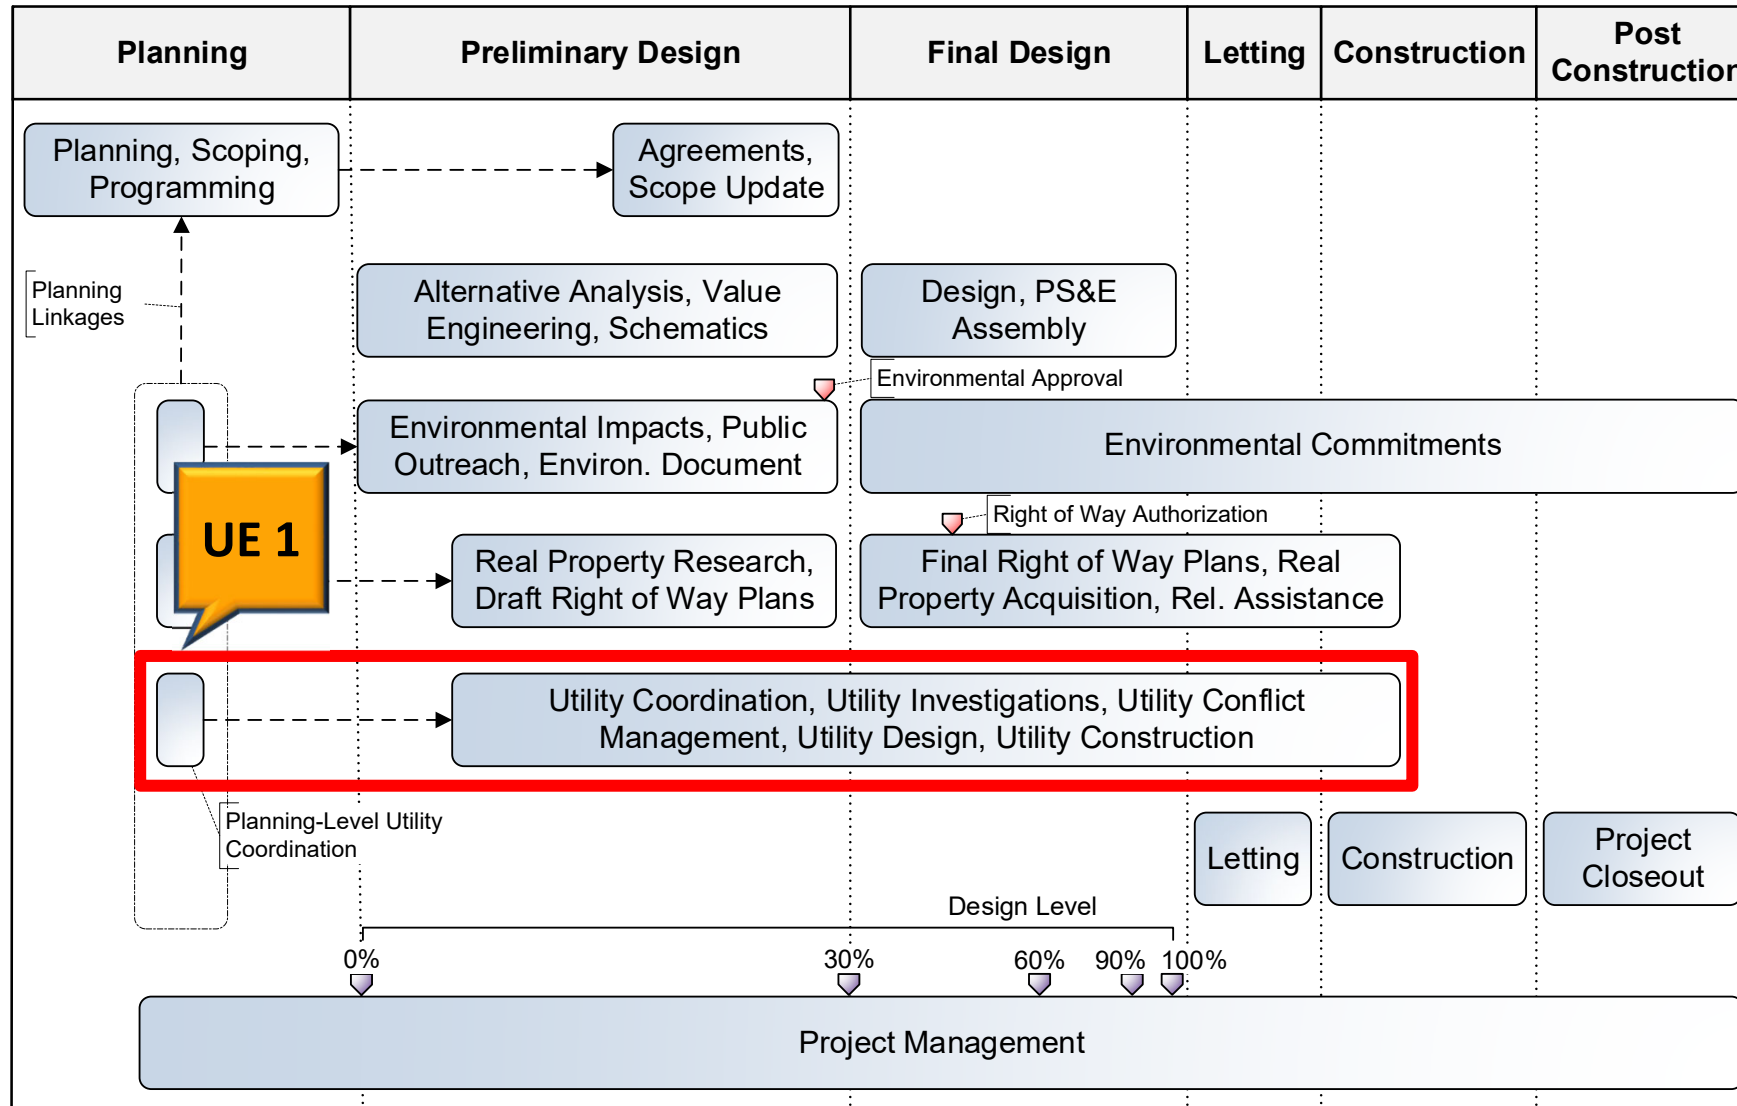 Planning
Preliminary Design
Final Design
Letting
Construction
Post
Construction
Planning, Scoping,
Programming
Agreements,
Scope Update
Planning
Linkages
Alternative Analysis, Value
Engineering, Schematics
Design, PS&E
Assembly
Environmental Approval
Environmental Impacts, Public
Outreach, Environ. Document
Environmental Commitments
UE 1
Right of Way Authorization
Real Property Research,
Draft Right of Way Plans
Final Right of Way Plans, Real
Property Acquisition, Rel. Assistance
Utility Coordination, Utility Investigations, Utility Conflict
Management, Utility Design, Utility Construction
Planning-Level Utility
Coordination
Letting
Construction
Project
Closeout
Design Level
0%
30%
60%
90%
100%
Project Management